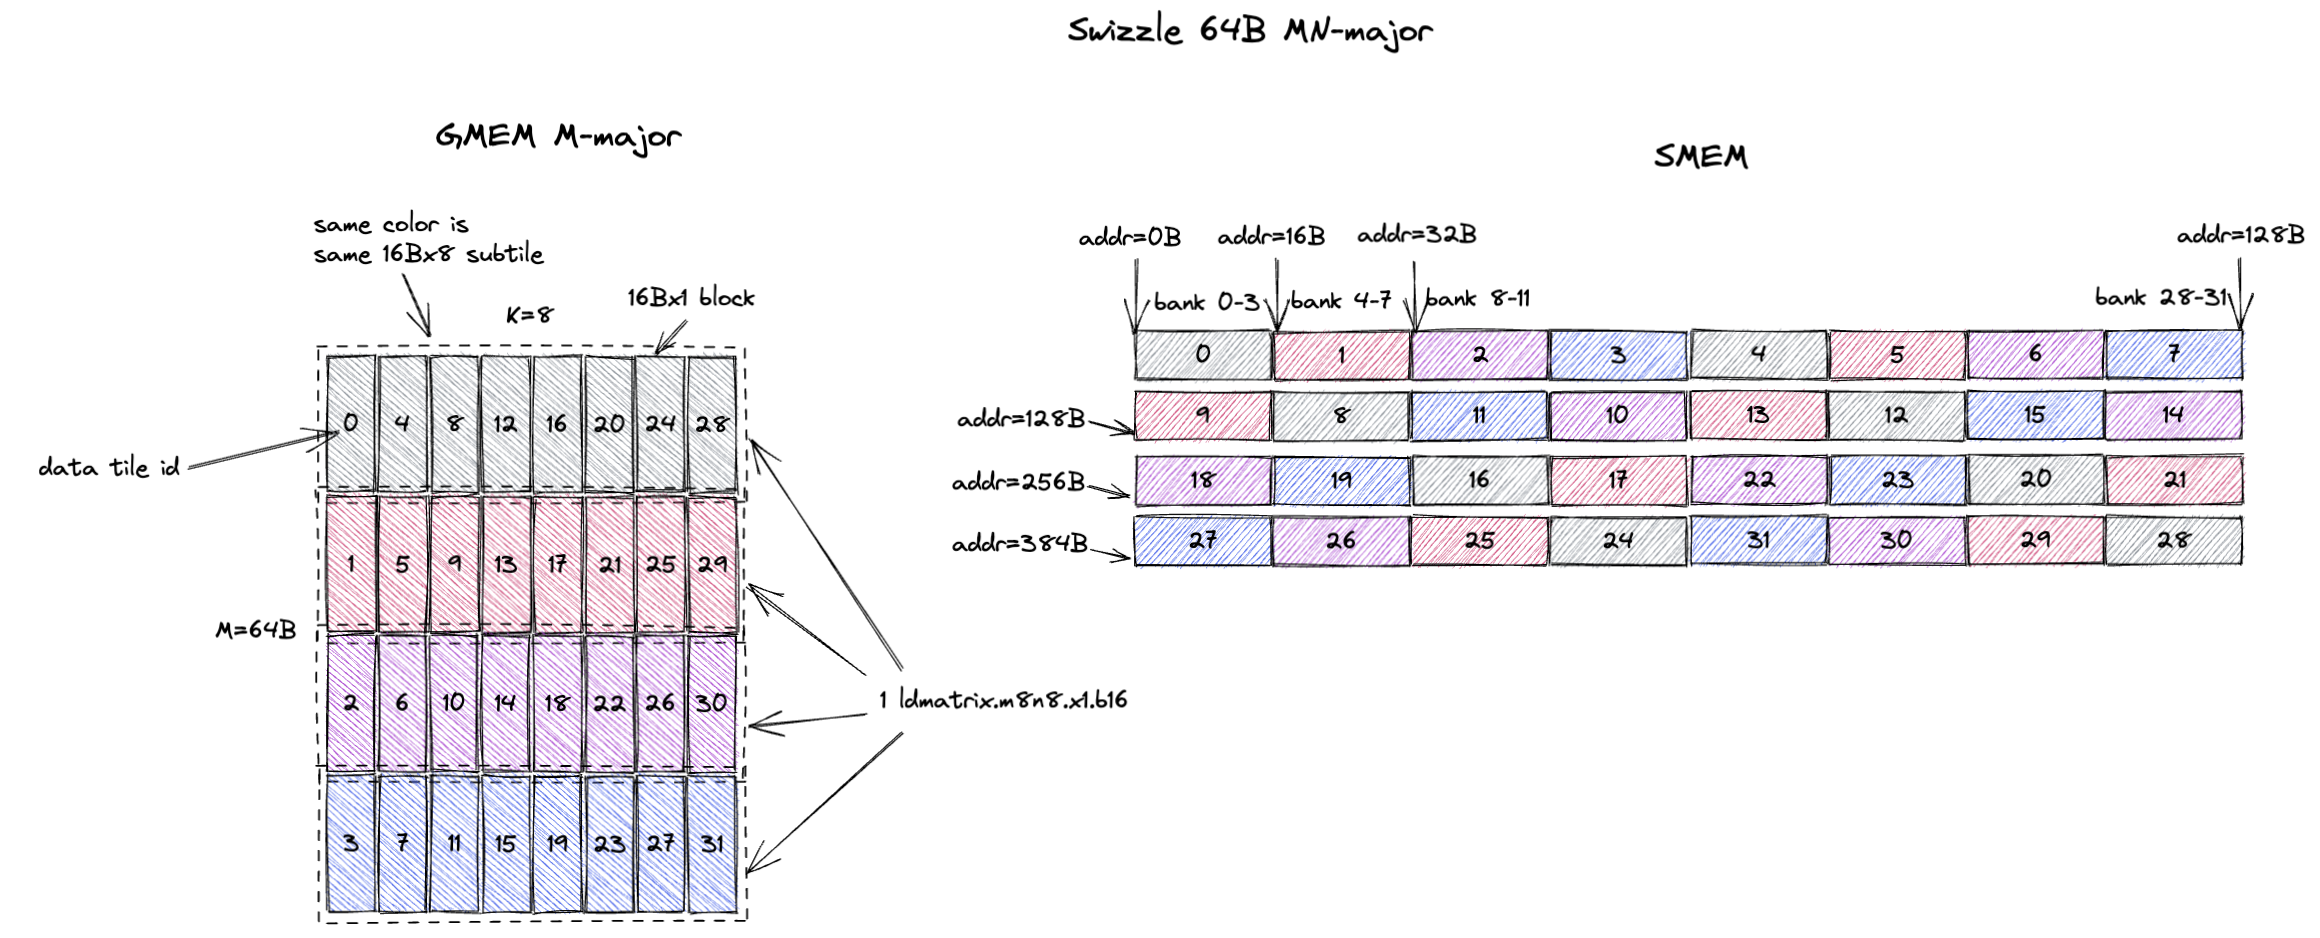 Swizzle 64B MN-major
GMEM M-major
SMEM
same color is
same 16Bx8 subtile
16Bx1 block
K=8
data tile id
M=64B
0 4 8 12 16 20 24 28
1 5 9 13 17 21 25 29
2 6 10 14 18 22 26 30
3 7 11 15 19 23 27 31
1 ldmatrix.m8n8.x1.b16
addr=0B addr=16B addr=32B addr=128B
bank 0-3 bank 4-7 bank 8-11 bank 28-31
0 1 2 3 4 5 6 7
addr=128B 9 8 11 10 13 12 15 14
addr=256B 18 19 16 17 22 23 20 21
addr=384B 27 26 25 24 31 30 29 28